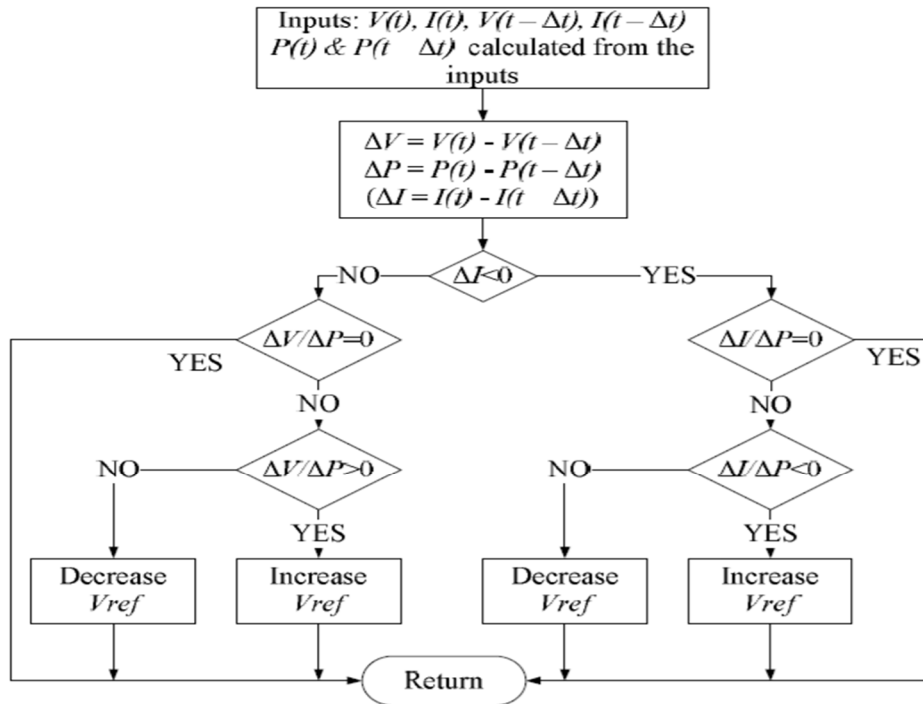 Inputs: V(t), I(t), V(t – Δt), I(t – Δt)
P(t) & P(t   Δt) calculated from the
inputs
ΔV = V(t) - V(t – Δt)
ΔP = P(t) - P(t – Δt)
(ΔI = I(t) - I(t   Δt))
NO
ΔI<0
YES
ΔV/ΔP=0
YES
ΔI/ΔP=0
YES
NO
NO
NO
ΔV/ΔP>0
NO
ΔI/ΔP<0
YES
YES
Decrease
Vref
Increase
Vref
Decrease
Vref
Increase
Vref
Return